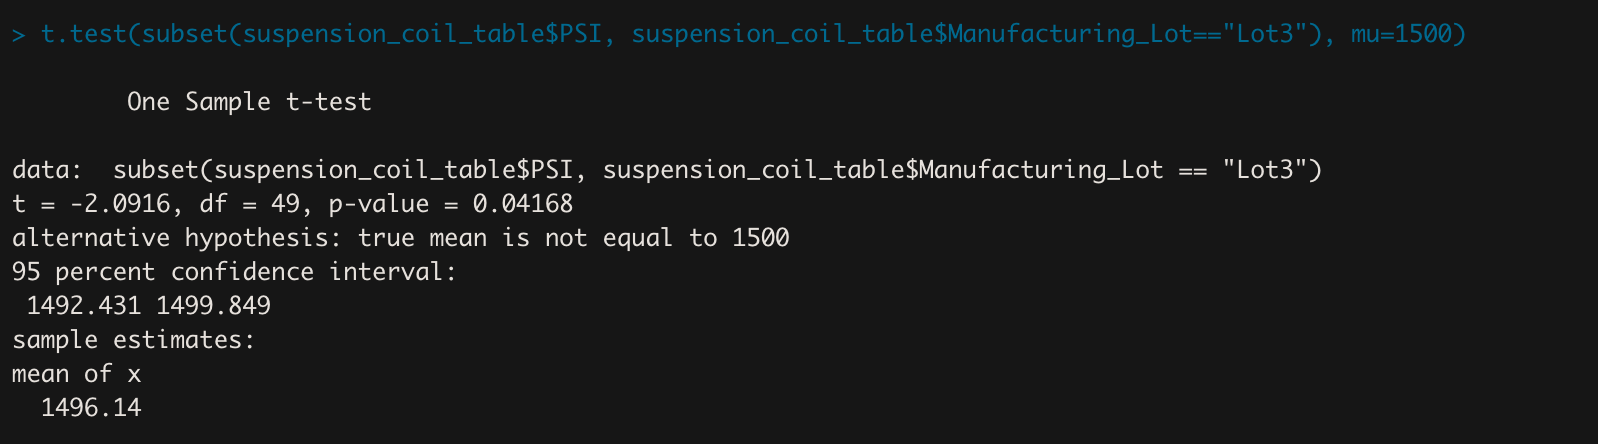 > t.test(subset(suspension_coil_table$PSI, suspension_coil_table$Manufacturing_Lot=="Lot3"), mu=1500)
One Sample t-test
data:  subset(suspension_coil_table$PSI, suspension_coil_table$Manufacturing_Lot == "Lot3")
t = -2.0916, df = 49, p-value = 0.04168
alternative hypothesis: true mean is not equal to 1500
95 percent confidence interval:
1492.431 1499.849
sample estimates:
mean of x
1496.14